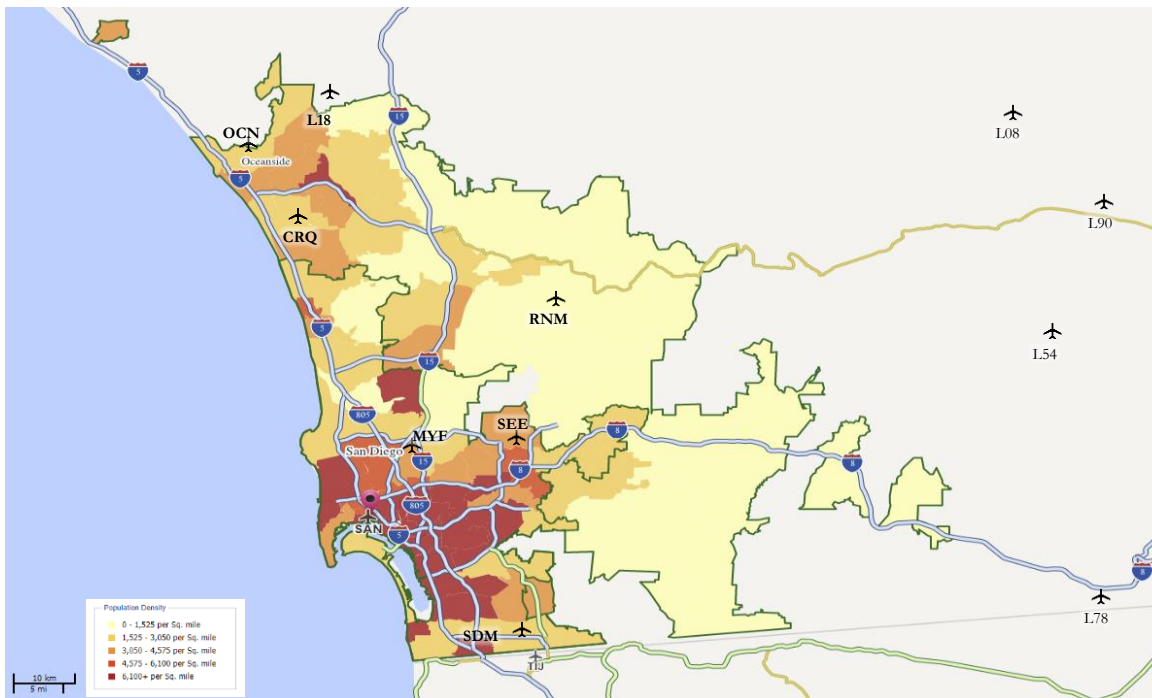 5
L18
15
L08
OCN
Oceanside
5
L90
CRQ
RNM
5
L54
15
805
MYF
SEE
8
San Diego
15
8
8
805
SAN
5
8
L78
SDM
TIJ
Population Density
0 - 1,525 per Sq. mile
1,525 - 3,050 per Sq. mile
3,050 - 4,575 per Sq. mile
4,575 - 6,100 per Sq. mile
6,100+ per Sq. mile
10 km
5 mi